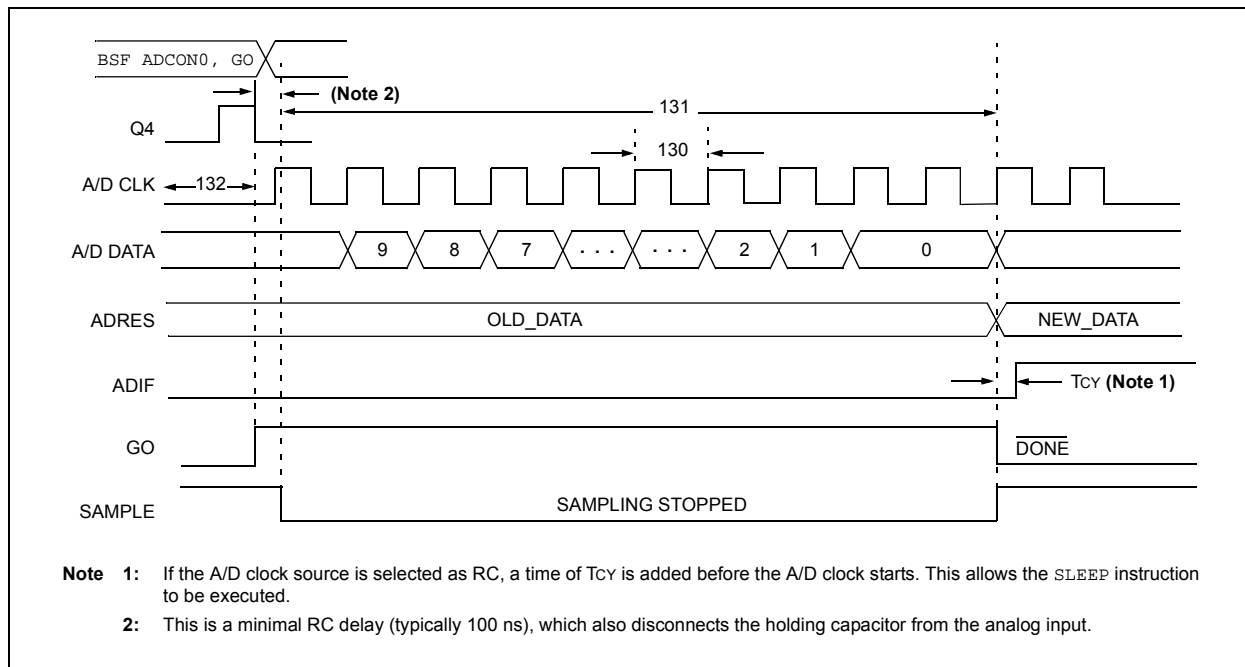 BSF ADCON0, GO
(Note 2)
131
Q4
130
A/D CLK
132
A/D DATA
9 8 7 . . . . . . 2 1 0
ADRES
OLD_DATA
NEW_DATA
ADIF
TCY (Note 1)
GO
DONE
SAMPLE
SAMPLING STOPPED
Note 1: If the A/D clock source is selected as RC, a time of TCY is added before the A/D clock starts. This allows the SLEEP instruction
to be executed.
2: This is a minimal RC delay (typically 100 ns), which also disconnects the holding capacitor from the analog input.